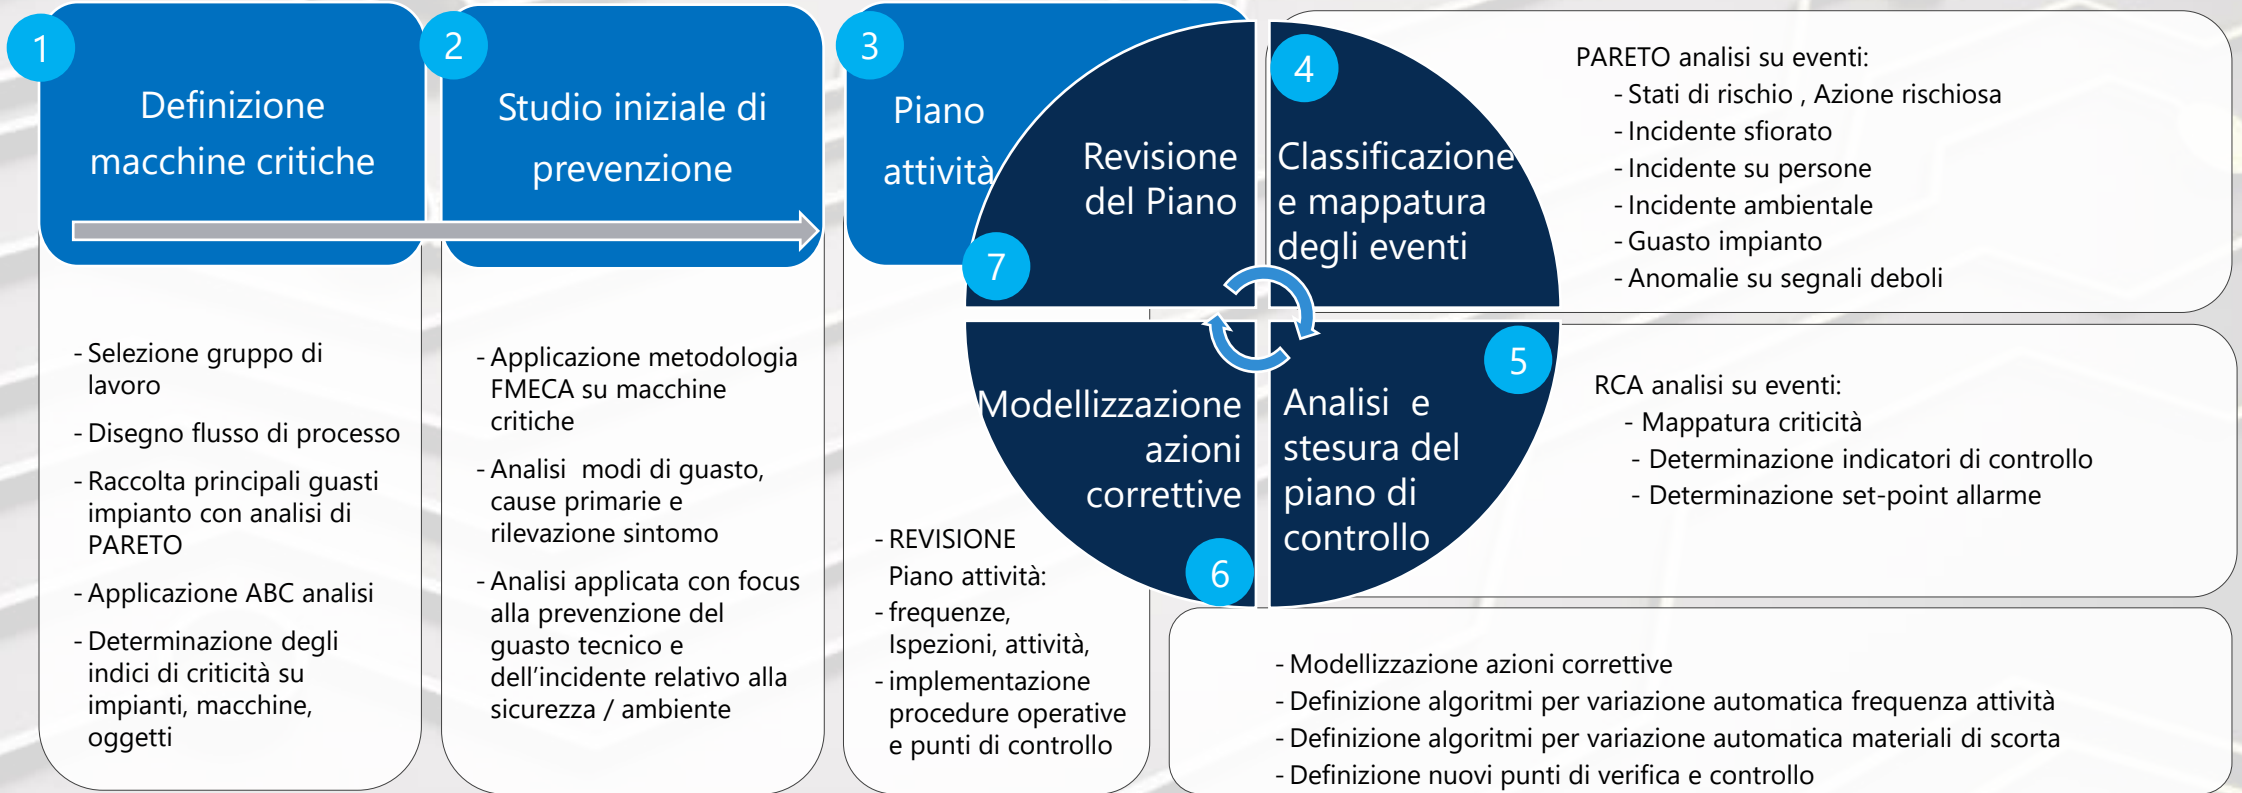 1
Definizione
macchine critiche
- Selezione gruppo di
lavoro
- Disegno flusso di processo
- Raccolta principali guasti
impianto con analisi di
PARETO
- Applicazione ABC analisi
- Determinazione degli
indici di criticità su
impianti, macchine,
oggetti
2
Studio iniziale di
prevenzione
- Applicazione metodologia
FMECA su macchine
critiche
- Analisi modi di guasto,
cause primarie e
rilevazione sintomo
- Analisi applicata con focus
alla prevenzione del
guasto tecnico e
dell'incidente relativo alla
sicurezza / ambiente
3
Piano
attività
- REVISIONE
Piano attività:
- frequenze,
Ispezioni, attività,
- implementazione
procedure operative
e punti di controllo
4
Classificazione
e mappatura
degli eventi
PARETO analisi su eventi:
- Stati di rischio , Azione rischiosa
- Incidente sfiorato
- Incidente su persone
- Incidente ambientale
- Guasto impianto
- Anomalie su segnali deboli
5
Analisi e
stesura del
piano di
controllo
RCA analisi su eventi:
- Mappatura criticità
- Determinazione indicatori di controllo
- Determinazione set-point allarme
6
Modellizzazione
azioni
correttive
- Modellizzazione azioni correttive
- Definizione algoritmi per variazione automatica frequenza attività
- Definizione algoritmi per variazione automatica materiali di scorta
- Definizione nuovi punti di verifica e controllo
7
Revisione
del Piano